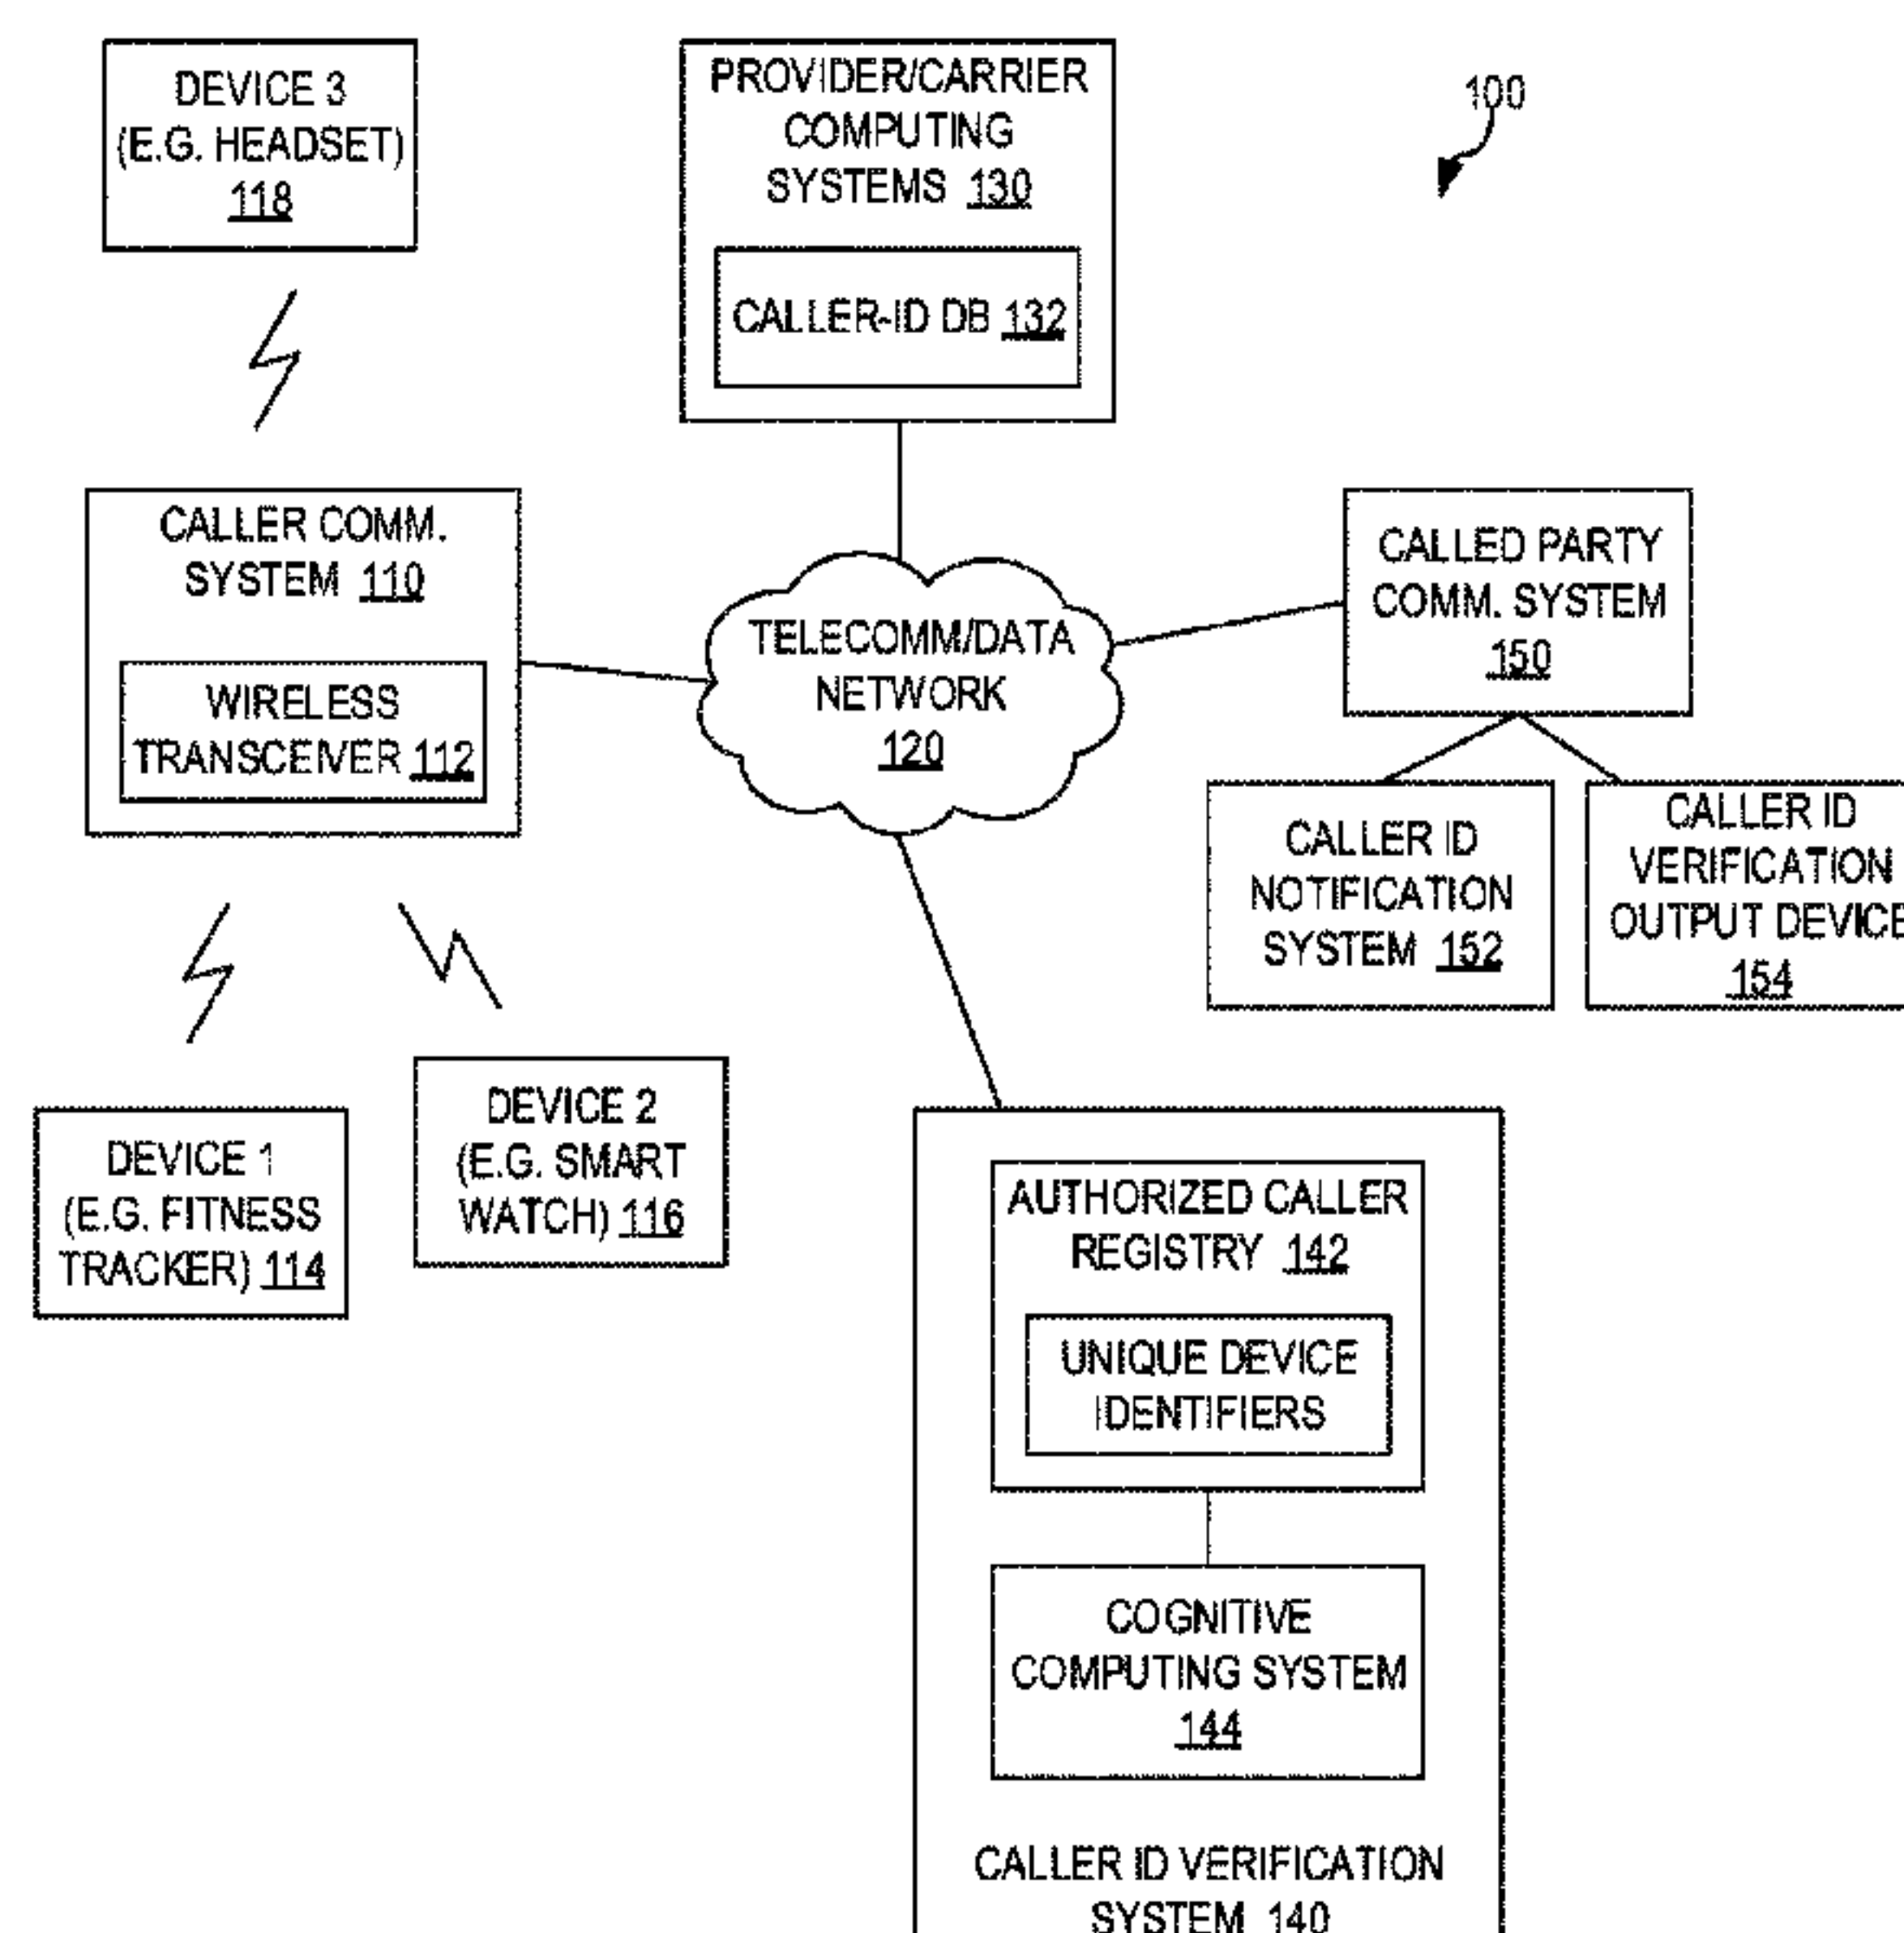 DEVICE 3
(E.G. HEADSET)
118
PROVIDER/CARRIER
COMPUTING
SYSTEMS 130
CALLER-ID DB 132
100
CALLER COMM.
SYSTEM 110
WIRELESS
TRANSCEIVER 112
TELECOMM/DATA
NETWORK
120
CALLED PARTY
COMM. SYSTEM
150
CALLER ID
NOTIFICATION
SYSTEM 152
CALLER ID
VERIFICATION
OUTPUT DEVICE
154
DEVICE 1
(E.G. FITNESS
TRACKER) 114
DEVICE 2
(E.G. SMART
WATCH) 116
AUTHORIZED CALLER
REGISTRY 142
UNIQUE DEVICE
IDENTIFIERS
COGNITIVE
COMPUTING SYSTEM
144
CALLER ID VERIFICATION
SYSTEM 140